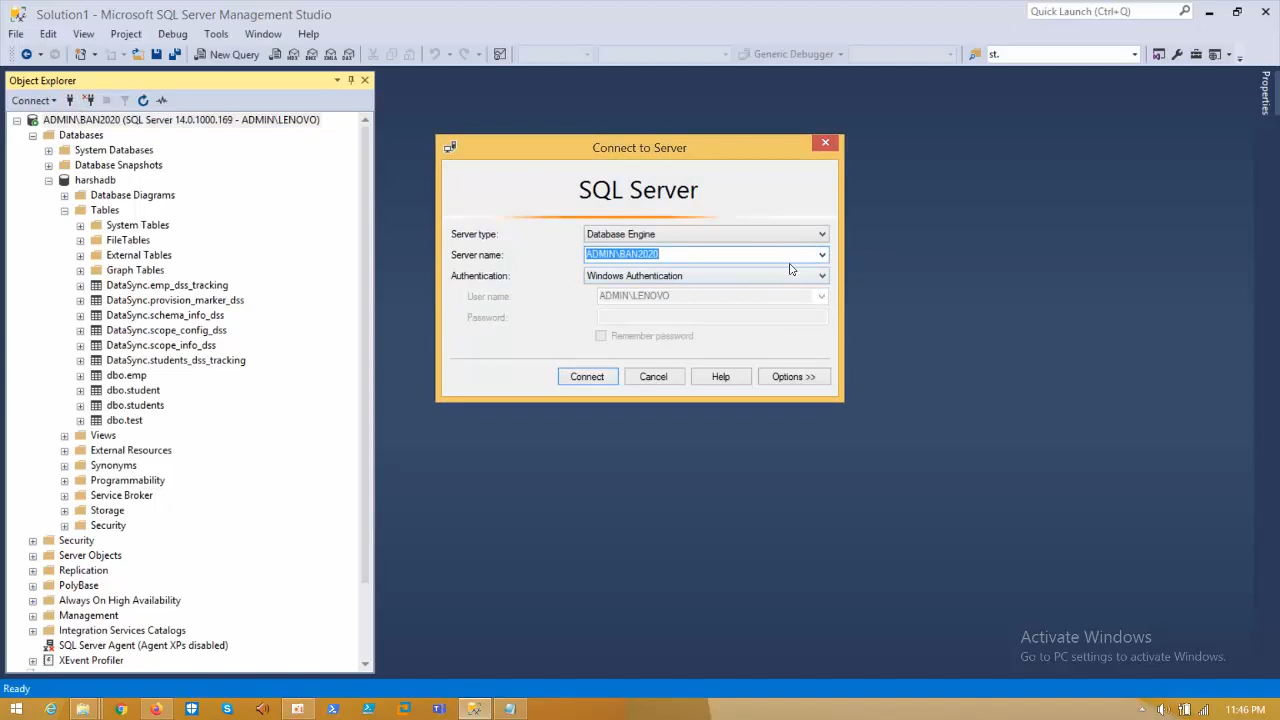 Solution1 - Microsoft SQL Server Management Studio
Quick Launch (Ctrl+Q)
File Edit View Project Debug Tools Window Help
New Query
Generic Debugger
st.
Object Explorer
Properties
Connect
ADMIN\BAN2020 (SQL Server 14.0.1000.169 - ADMIN\LENOVO)
Databases
System Databases
Database Snapshots
harshadb
Database Diagrams
Tables
System Tables
FileTables
External Tables
Graph Tables
DataSync.emp_dss_tracking
DataSync.provision_marker_dss
DataSync.schema_info_dss
DataSync.scope_config_dss
DataSync.scope_info_dss
DataSync.students_dss_tracking
dbo.emp
dbo.student
dbo.students
dbo.test
Views
External Resources
Synonyms
Programmability
Service Broker
Storage
Security
Security
Server Objects
Replication
PolyBase
Always On High Availability
Management
Integration Services Catalogs
SQL Server Agent (Agent XPs disabled)
XEvent Profiler
Connect to Server
SQL Server
Server type: Database Engine
Server name: ADMIN\BAN2020
Authentication: Windows Authentication
User name: ADMIN\LENOVO
Password:
Remember password
Connect Cancel Help Options >>
Activate Windows
Go to PC settings to activate Windows.
Ready
11:46 PM